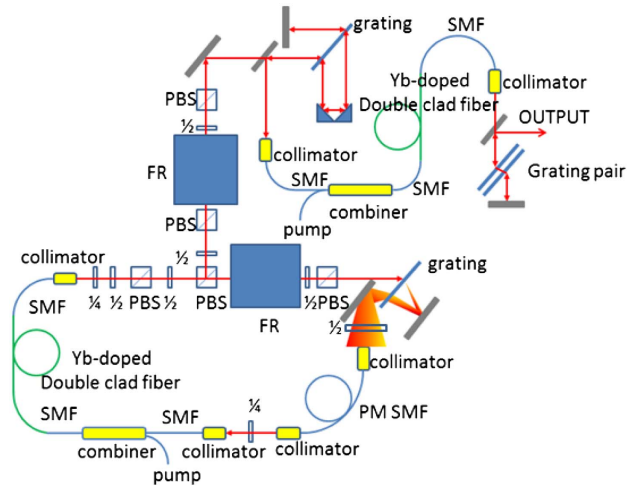 SMF
grating
collimator
PBS
Yb-doped
Double clad fiber
OUTPUT
½
collimator
FR
SMF
SMF
Grating pair
combiner
PBS
pump
collimator
½
grating
¼ ½ PBS ½ PBS ½ PBS
SMF
FR
½
Yb-doped
Double clad fiber
collimator
PM SMF
SMF
SMF
¼
combiner
collimator
collimator
pump